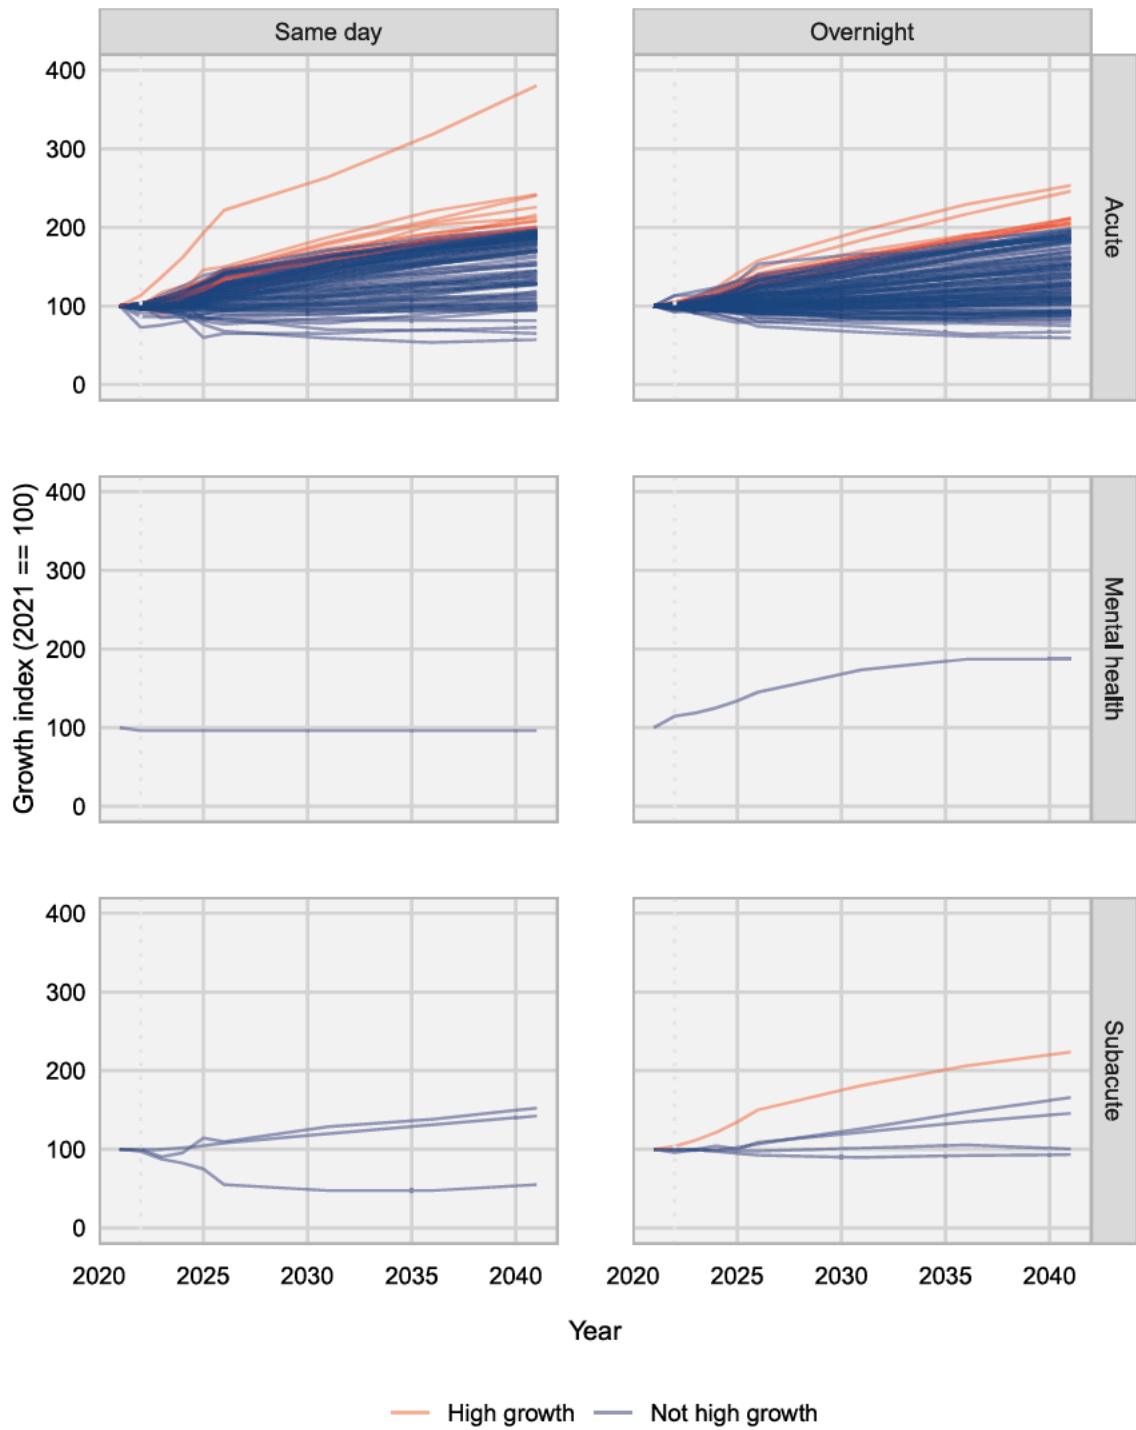 Same day
Overnight
400
300
200
100
0
Acute
400
300
200
100
0
Mental health
Growth index (2021 == 100)
400
300
200
100
0
Subacute
2020 2025 2030 2035 2040
2020 2025 2030 2035 2040
Year
High growth
Not high growth